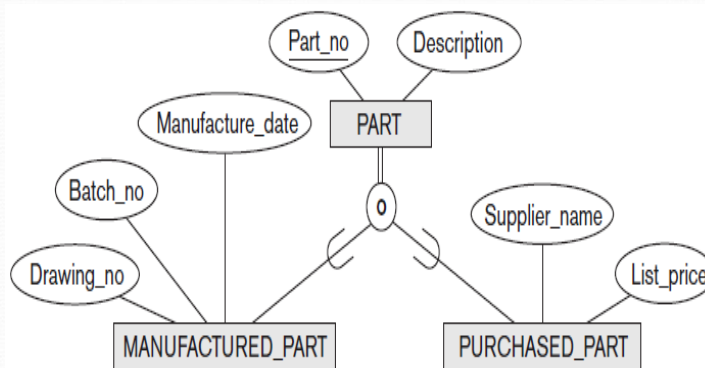 Part_no
Description
PART
Manufacture_date
Batch_no
Drawing_no
o
Supplier_name
List_price
MANUFACTURED_PART
PURCHASED_PART